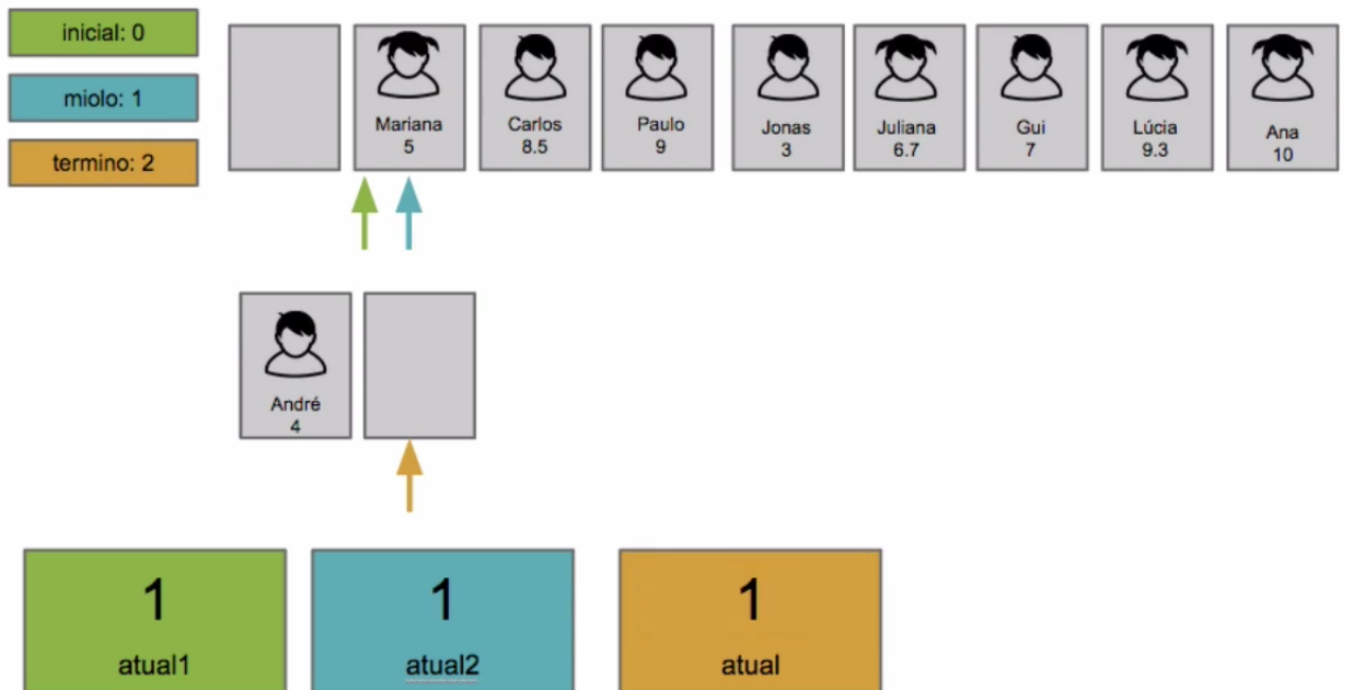 inicial: 0
miolo: 1
termino: 2
Mariana
5
Carlos
8.5
Paulo
9
Jonas
3
Juliana
6.7
Gui
7
Lúcia
9.3
Ana
10
André
4
1
atual1
1
atual2
1
atual